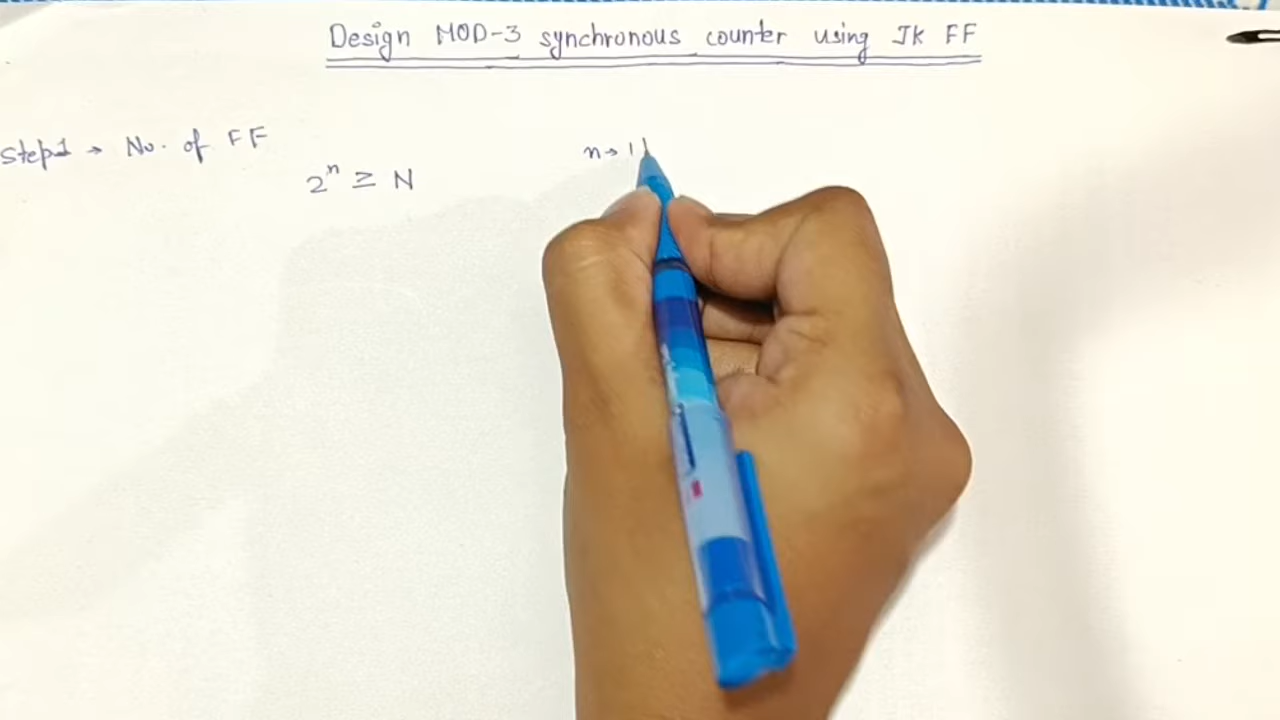 Design MOD-3 synchronous counter using JK FF
Step1 → No. of FF
2ⁿ ≥ N
n →